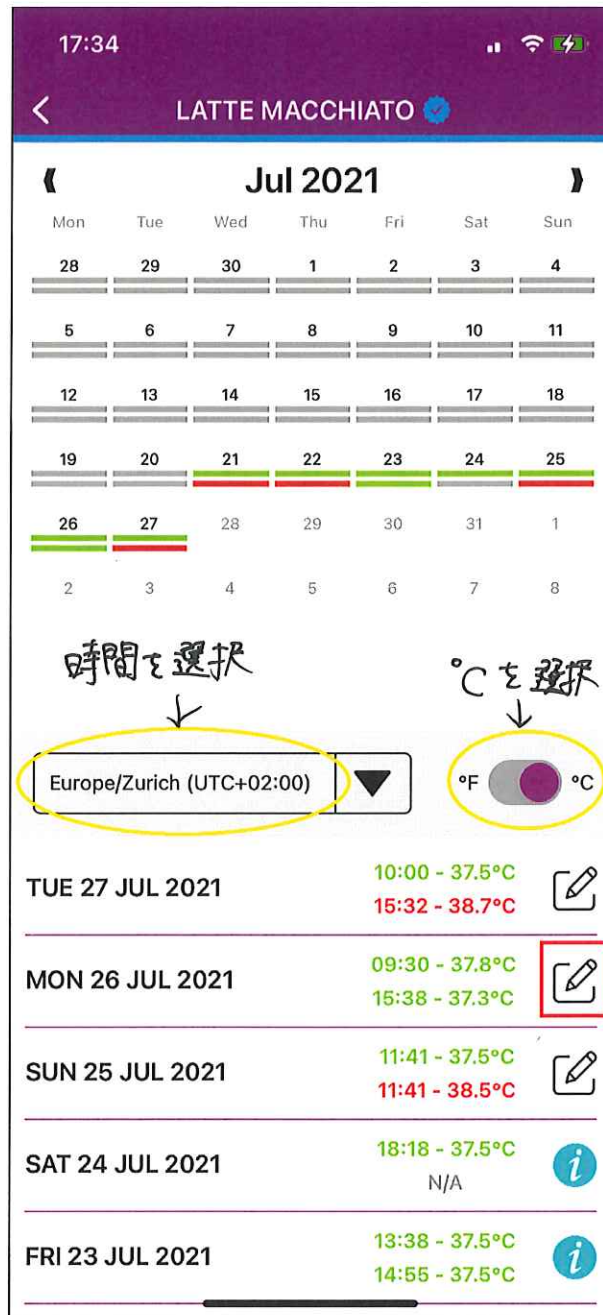 17:34
LATTE MACCHIATO
Jul 2021
Mon Tue Wed Thu Fri Sat Sun
28 29 30 1 2 3 4
5 6 7 8 9 10 11
12 13 14 15 16 17 18
19 20 21 22 23 24 25
26 27 28 29 30 31 1
2 3 4 5 6 7 8
時間を選択 °Cを選択
Europe/Zurich (UTC+02:00) °F °C
10:00 - 37.5°C
TUE 27 JUL 2021
15:32 - 38.7°C
09:30 - 37.8°C
MON 26 JUL 2021
15:38 - 37.3°C
11:41 - 37.5°C
SUN 25 JUL 2021
11:41 - 38.5°C
18:18 - 37.5°C
SAT 24 JUL 2021 i
N/A
13:38 - 37.5°C
FRI 23 JUL 2021 i
14:55 - 37.5°C